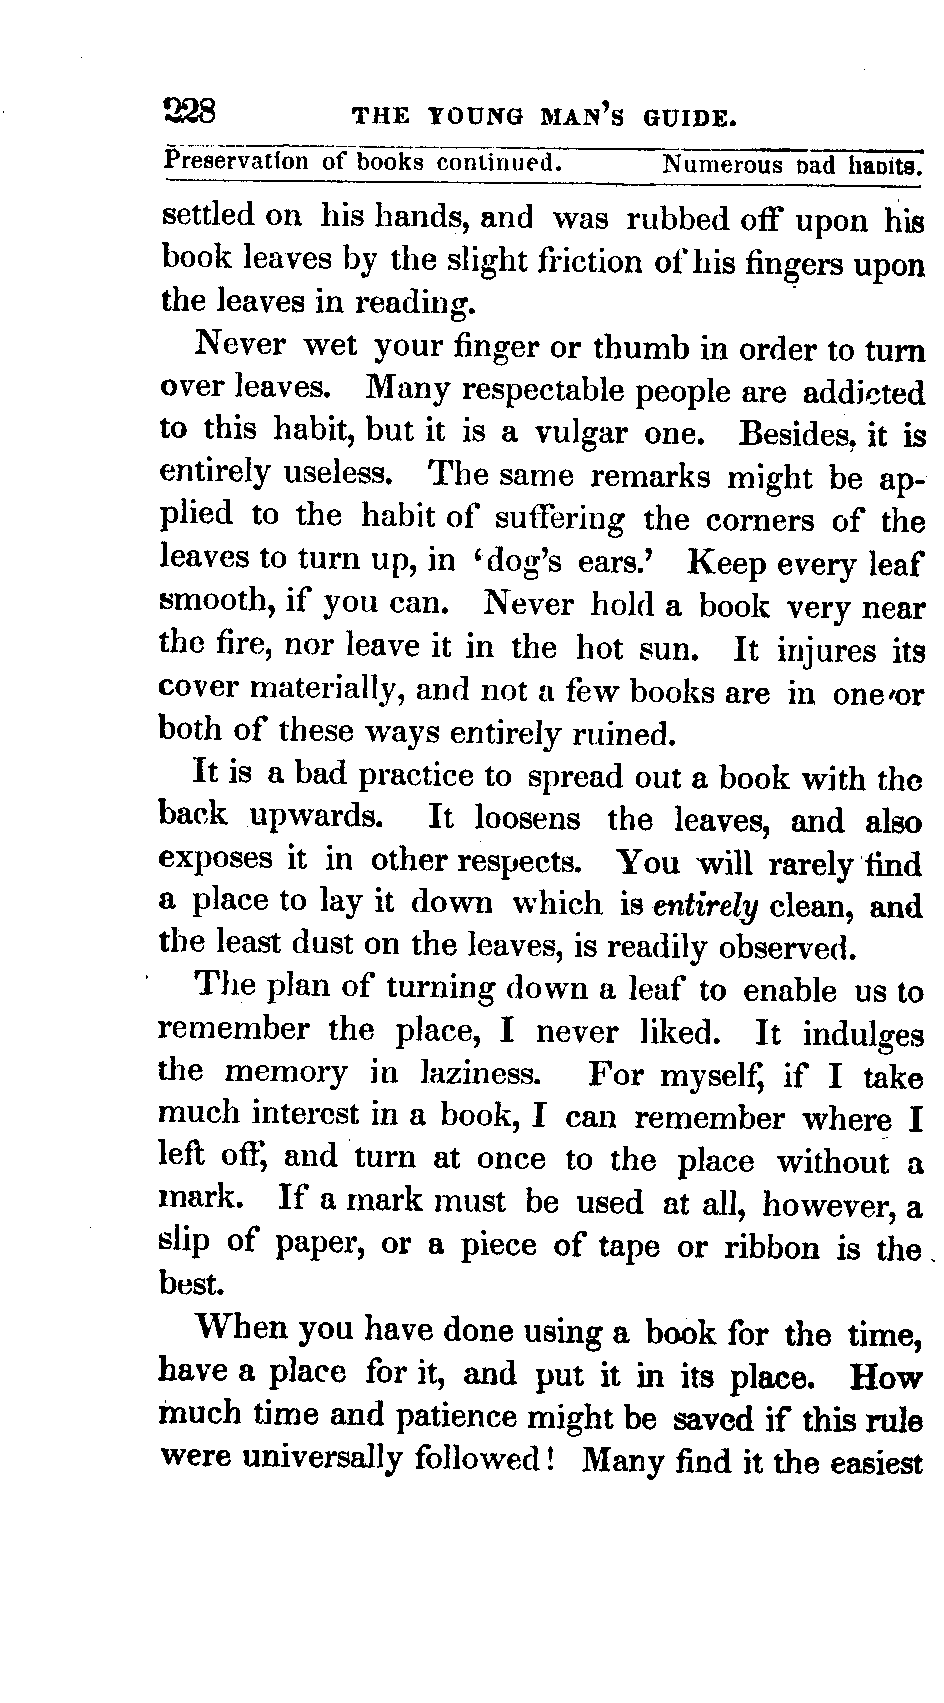 228 THE YOUNG MAN'S GUIDE.
Preservation of books continued. Numerous bad habits.
settled on his hands, and was rubbed off upon his
book leaves by the slight friction of his fingers upon
the leaves in reading.
Never wet your finger or thumb in order to turn
over leaves. Many respectable people are addicted
to this habit, but it is a vulgar one. Besides, it is
entirely useless. The same remarks might be ap-
plied to the habit of suffering the corners of the
leaves to turn up, in 'dog's ears.' Keep every leaf
smooth, if you can. Never hold a book very near
the fire, nor leave it in the hot sun. It injures its
cover materially, and not a few books are in one or
both of these ways entirely ruined.
It is a bad practice to spread out a book with the
back upwards. It loosens the leaves, and also
exposes it in other respects. You will rarely find
a place to lay it down which is entirely clean, and
the least dust on the leaves, is readily observed.
The plan of turning down a leaf to enable us to
remember the place, I never liked. It indulges
the memory in laziness. For myself, if I take
much interest in a book, I can remember where I
left off, and turn at once to the place without a
mark. If a mark must be used at all, however, a
slip of paper, or a piece of tape or ribbon is the
best.
When you have done using a book for the time,
have a place for it, and put it in its place. How
much time and patience might be saved if this rule
were universally followed! Many find it the easiest